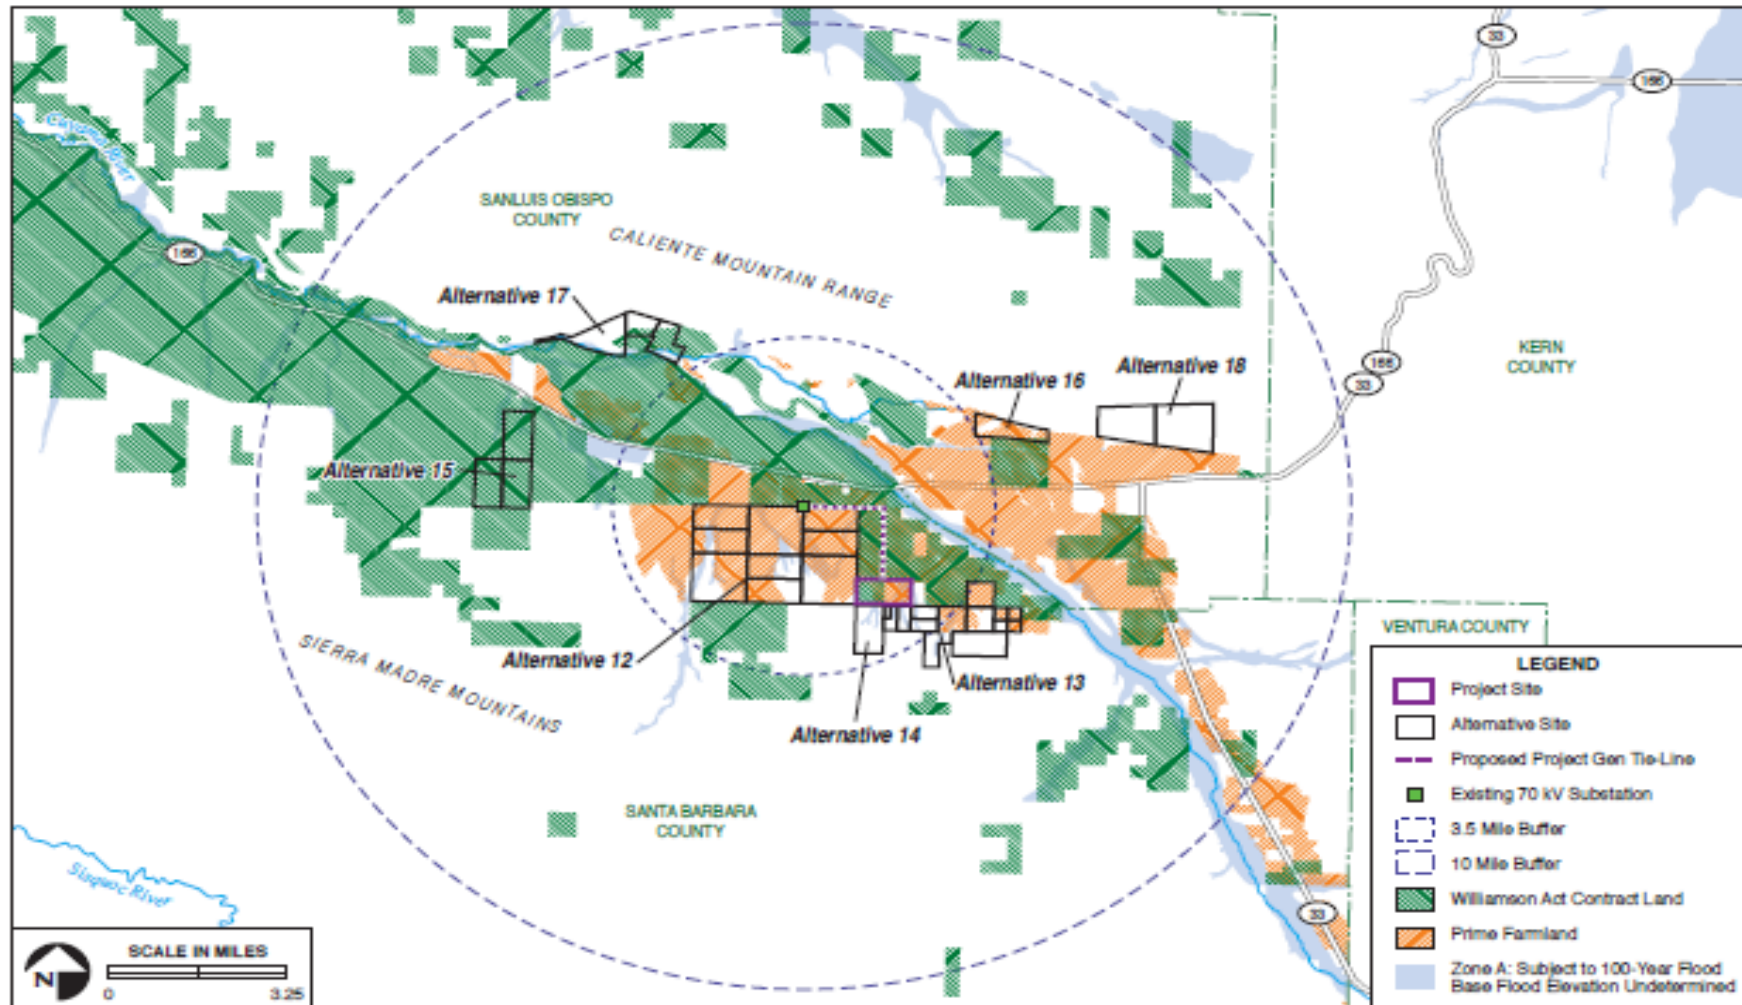 33
166
Cuyama River
SAN LUIS OBISPO
COUNTY
CALIENTE MOUNTAIN RANGE
166
Alternative 17
KERN
COUNTY
166
33
Alternative 16
Alternative 18
Alternative 15
VENTURA COUNTY
SIERRA MADRE MOUNTAINS
Alternative 12
Alternative 13
Alternative 14
SANTA BARBARA
COUNTY
Sisquoc River
33
LEGEND
Project Site
Alternative Site
Proposed Project Gen Tie-Line
Existing 70 kV Substation
3.5 Mile Buffer
10 Mile Buffer
Williamson Act Contract Land
Prime Farmland
Zone A: Subject to 100-Year Flood
Base Flood Elevation Undetermined
N
SCALE IN MILES
0 3.25